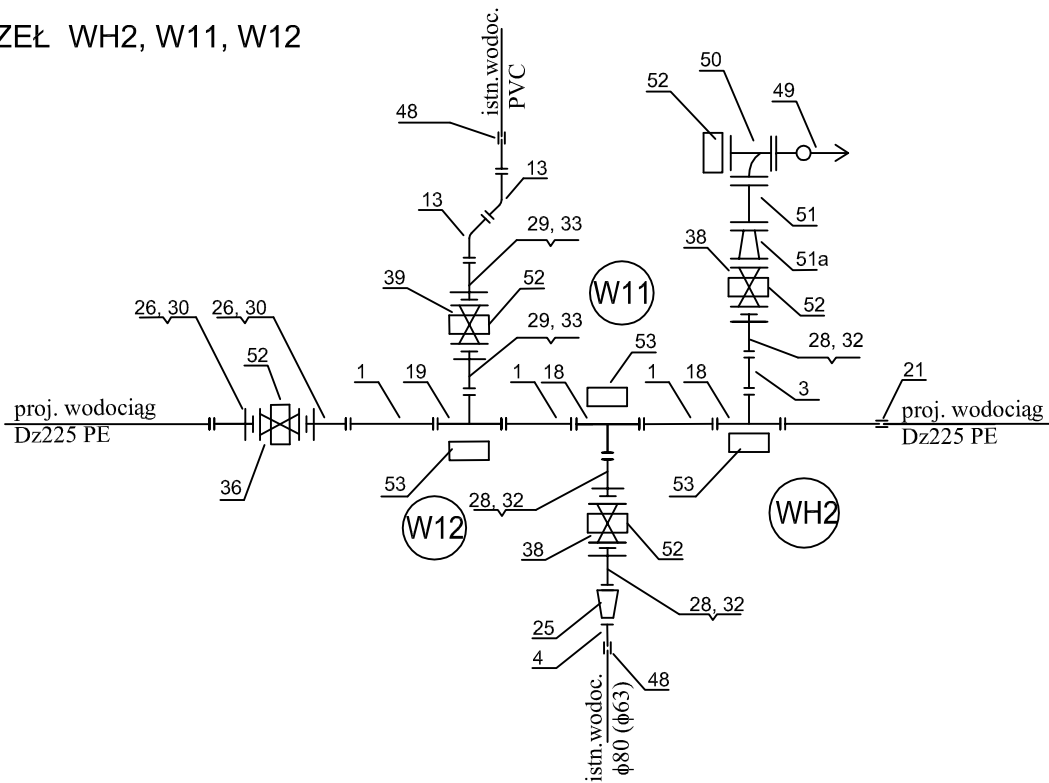 ZEŁ WH2, W11, W12
istn.wodoc.
PVC
48
13
13
29, 33
39
52
29, 33
W11
50
52
49
51
38
51a
52
28, 32
3
26, 30
26, 30
52
1
19
1
18
53
1
18
21
proj. wodociąg
Dz225 PE
proj. wodociąg
Dz225 PE
36
53
W12
28, 32
38
52
53
WH2
28, 32
25
4
48
istn.wodoc.
ϕ80 (ϕ63)